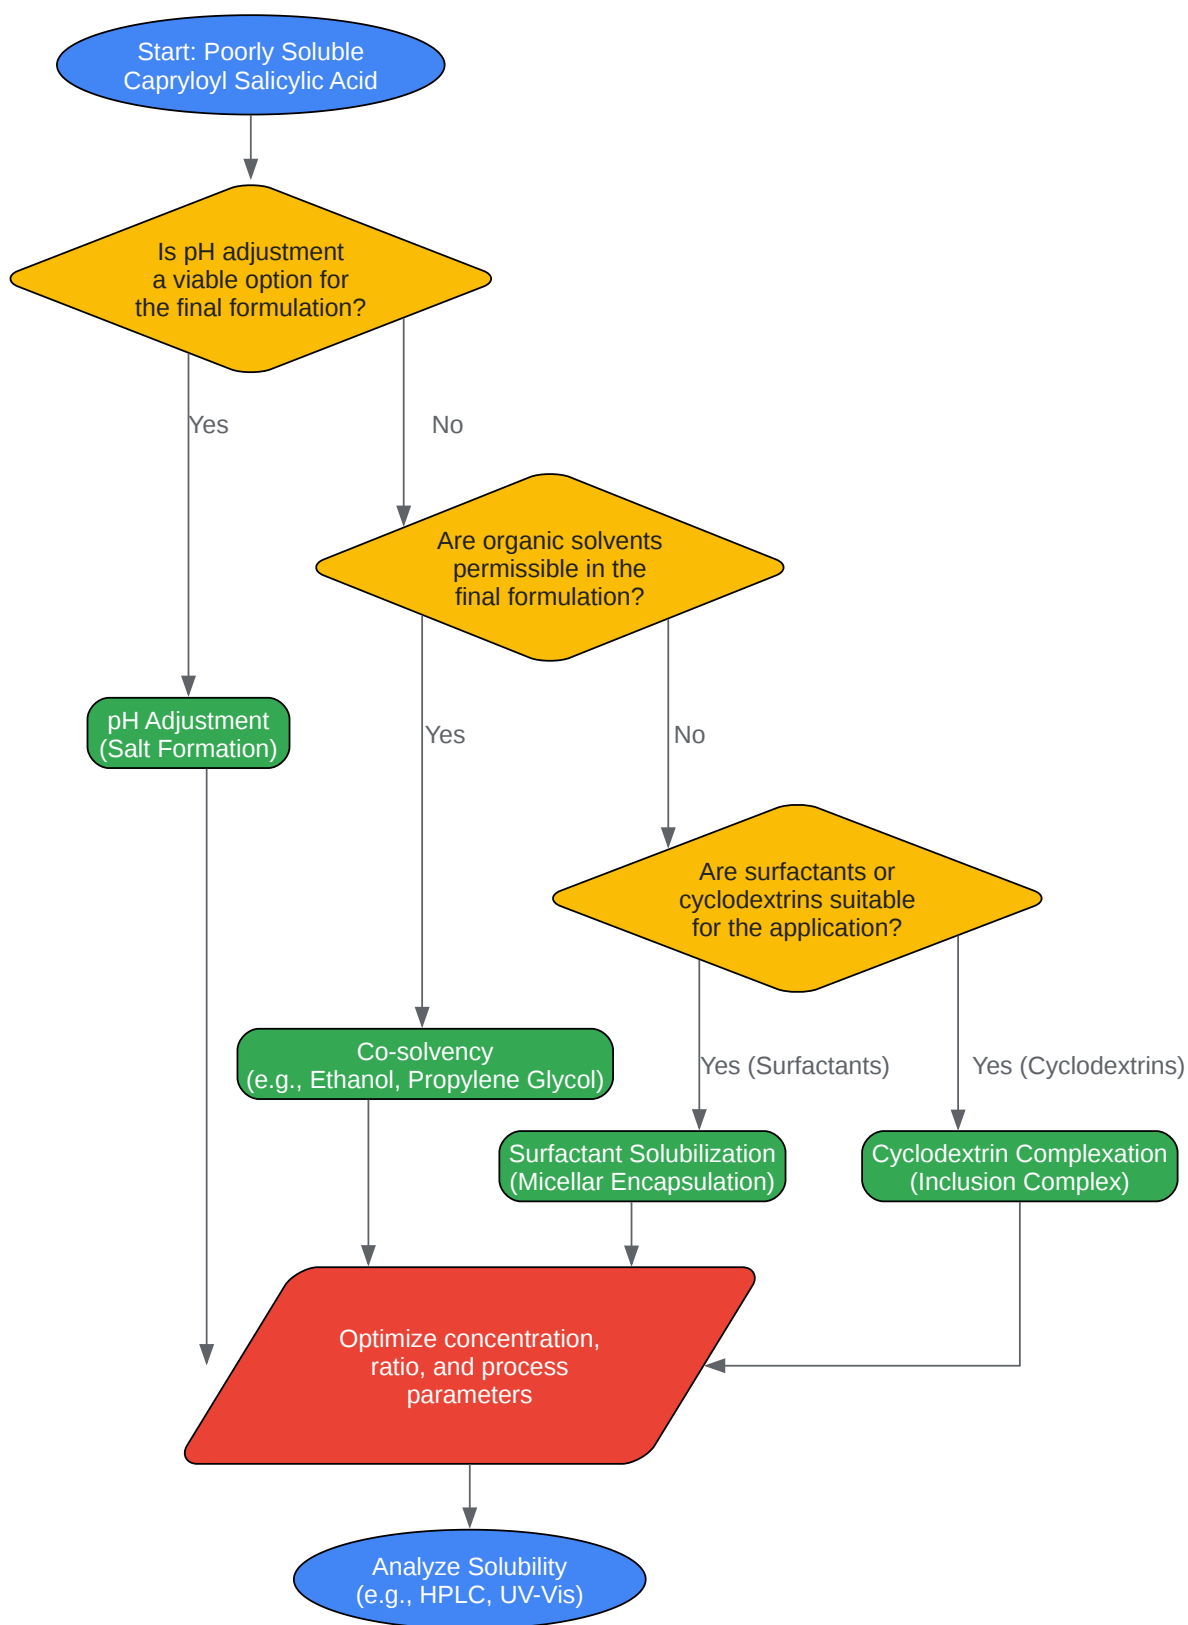 Start: Poorly Soluble
Capryloyl Salicylic Acid
Is pH adjustment
a viable option for
the final formulation?
Yes
No
Are organic solvents
permissible in the
final formulation?
pH Adjustment
(Salt Formation)
Yes
No
Are surfactants or
cyclodextrins suitable
for the application?
Co-solvency
(e.g., Ethanol, Propylene Glycol)
Yes (Surfactants)
Yes (Cyclodextrins)
Surfactant Solubilization
(Micellar Encapsulation)
Cyclodextrin Complexation
(Inclusion Complex)
Optimize concentration,
ratio, and process
parameters
Analyze Solubility
(e.g., HPLC, UV-Vis)